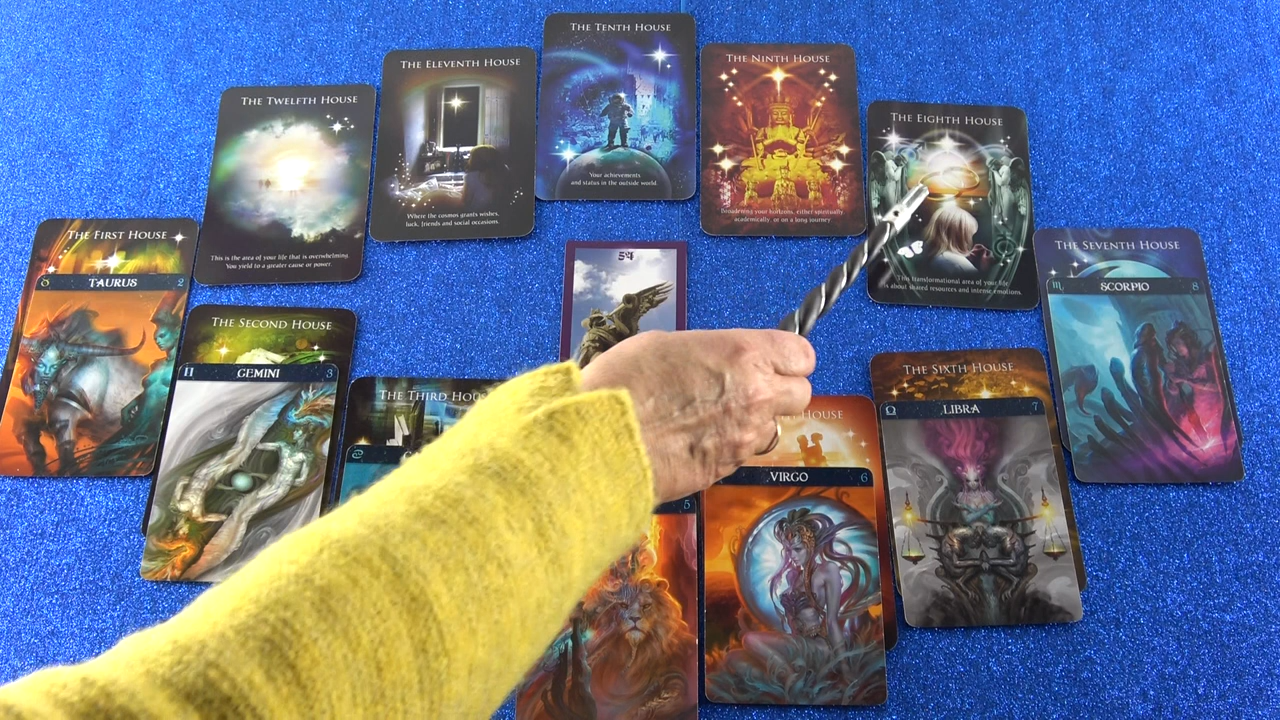 THE TENTH HOUSE
Your achievements
and status in the outside world.
THE ELEVENTH HOUSE
Where the cosmos grants wishes,
luck, friends and social occasions.
THE NINTH HOUSE
Broadening your horizons, either spiritually
academically, or on a long journey.
THE TWELFTH HOUSE
This is the area of your life that is overwhelming.
You yield to a greater cause or power.
THE EIGHTH HOUSE
This transformational area of your life
is about shared resources and intense emotions.
THE FIRST HOUSE
♉ TAURUS 2
THE SEVENTH HOUSE
♏ SCORPIO 8
54
THE SECOND HOUSE
♊ GEMINI 3
THE THIRD HOUS
♋
HOUSE
VIRGO 6
THE SIXTH HOUSE
♎ LIBRA 7
5